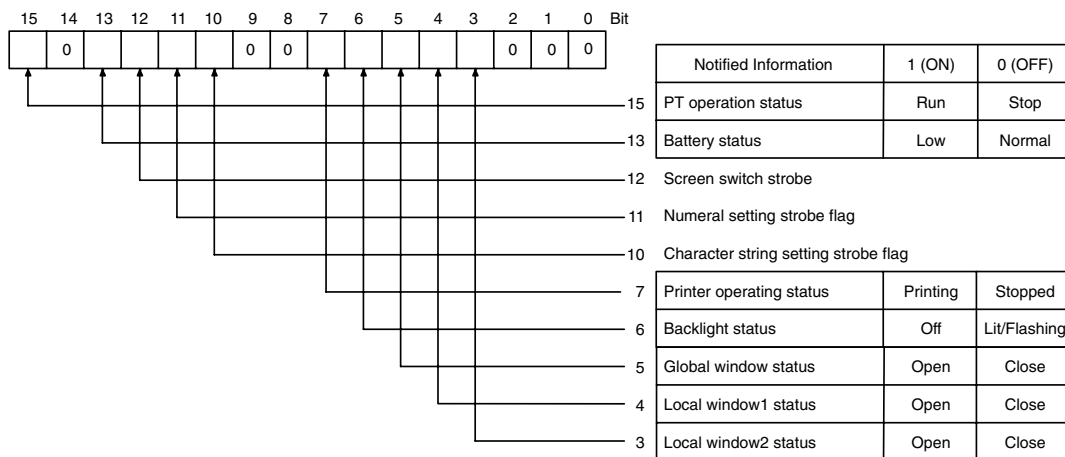 15 14 13 12 11 10 9 8 7 6 5 4 3 2 1 0 Bit
0 0 0 0 0 0
Notified Information 1 (ON) 0 (OFF)
15 PT operation status Run Stop
13 Battery status Low Normal
12 Screen switch strobe
11 Numeral setting strobe flag
10 Character string setting strobe flag
7 Printer operating status Printing Stopped
6 Backlight status Off Lit/Flashing
5 Global window status Open Close
4 Local window1 status Open Close
3 Local window2 status Open Close